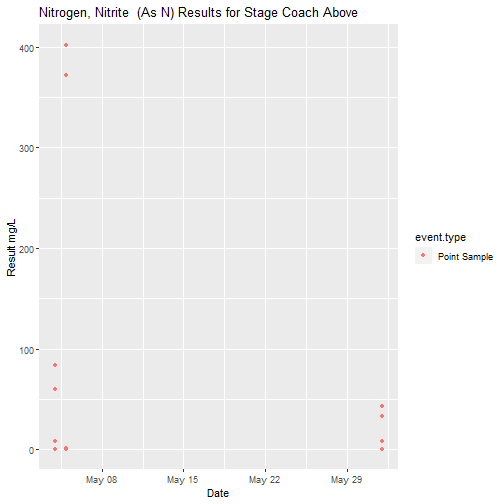 Nitrogen, Nitrite  (As N) Results for Stage Coach Above
Result mg/L
400
300
200
100
0
May 08
May 15
May 22
May 29
Date
event.type
Point Sample